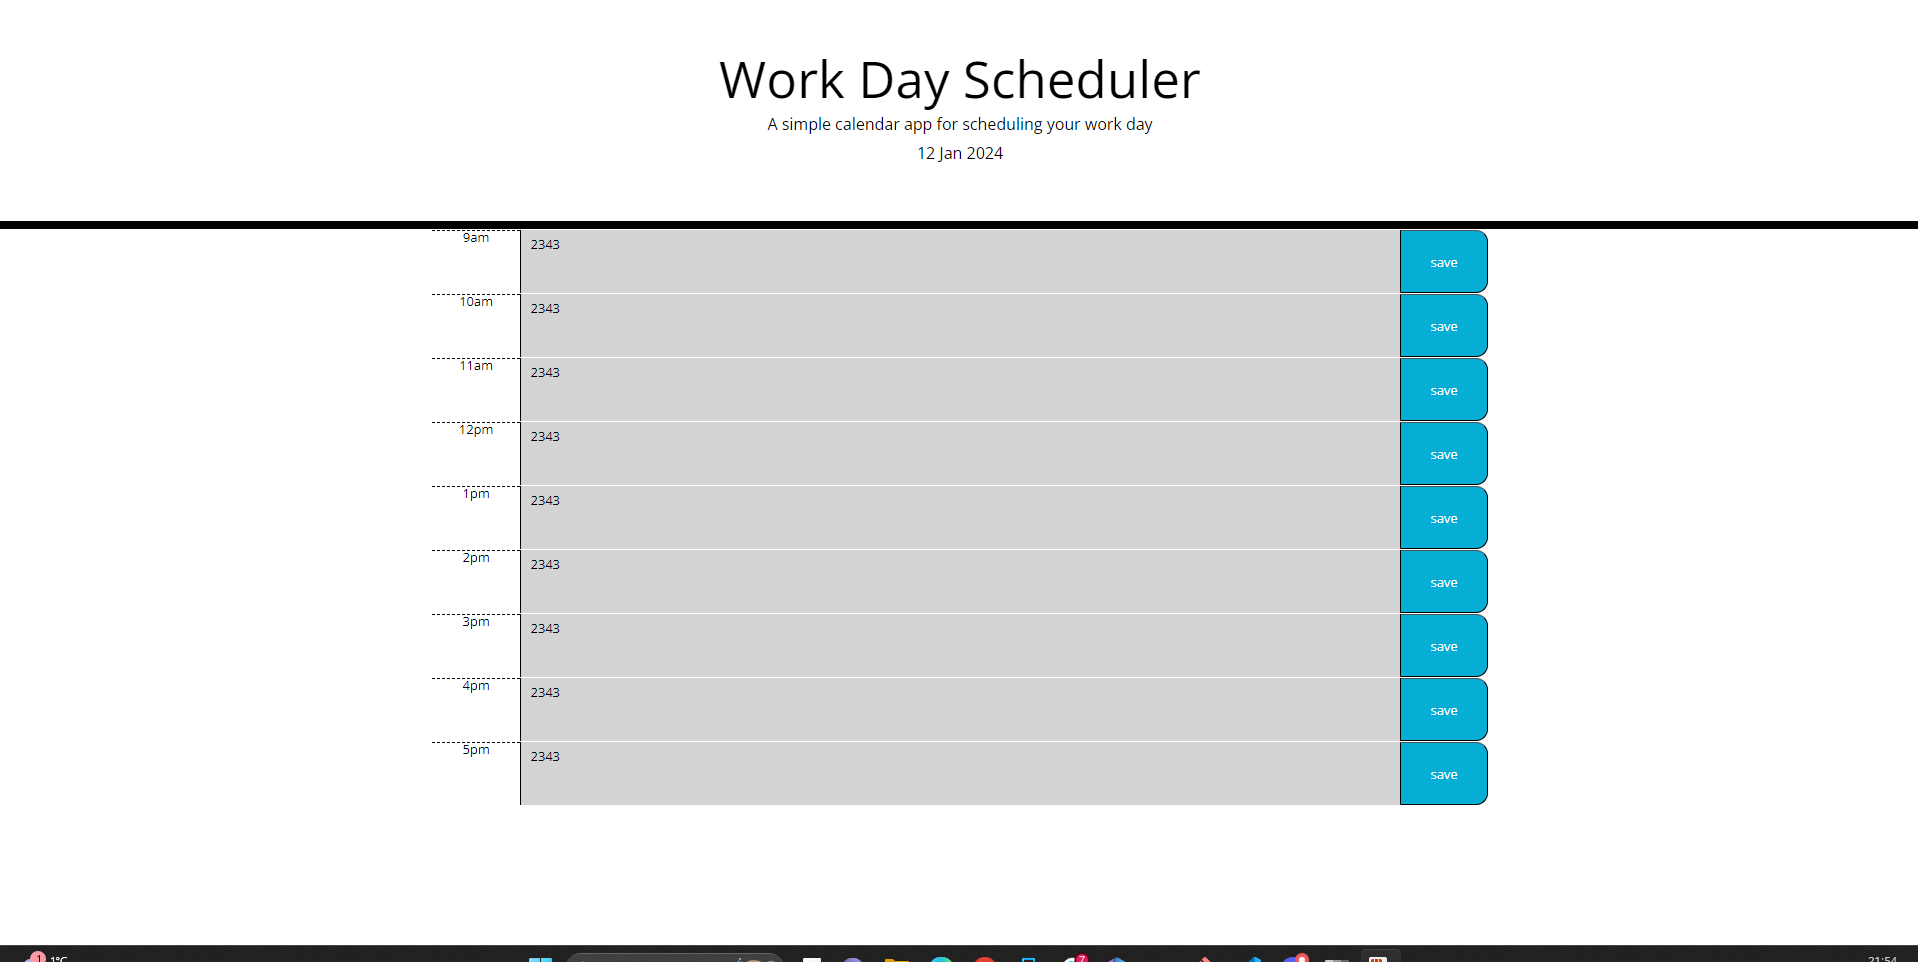 Work Day Scheduler
A simple calendar app for scheduling your work day
12 Jan 2024
9am 2343 save
10am 2343 save
11am 2343 save
12pm 2343 save
1pm 2343 save
2pm 2343 save
3pm 2343 save
4pm 2343 save
5pm 2343 save
1 1°C 7 21:54